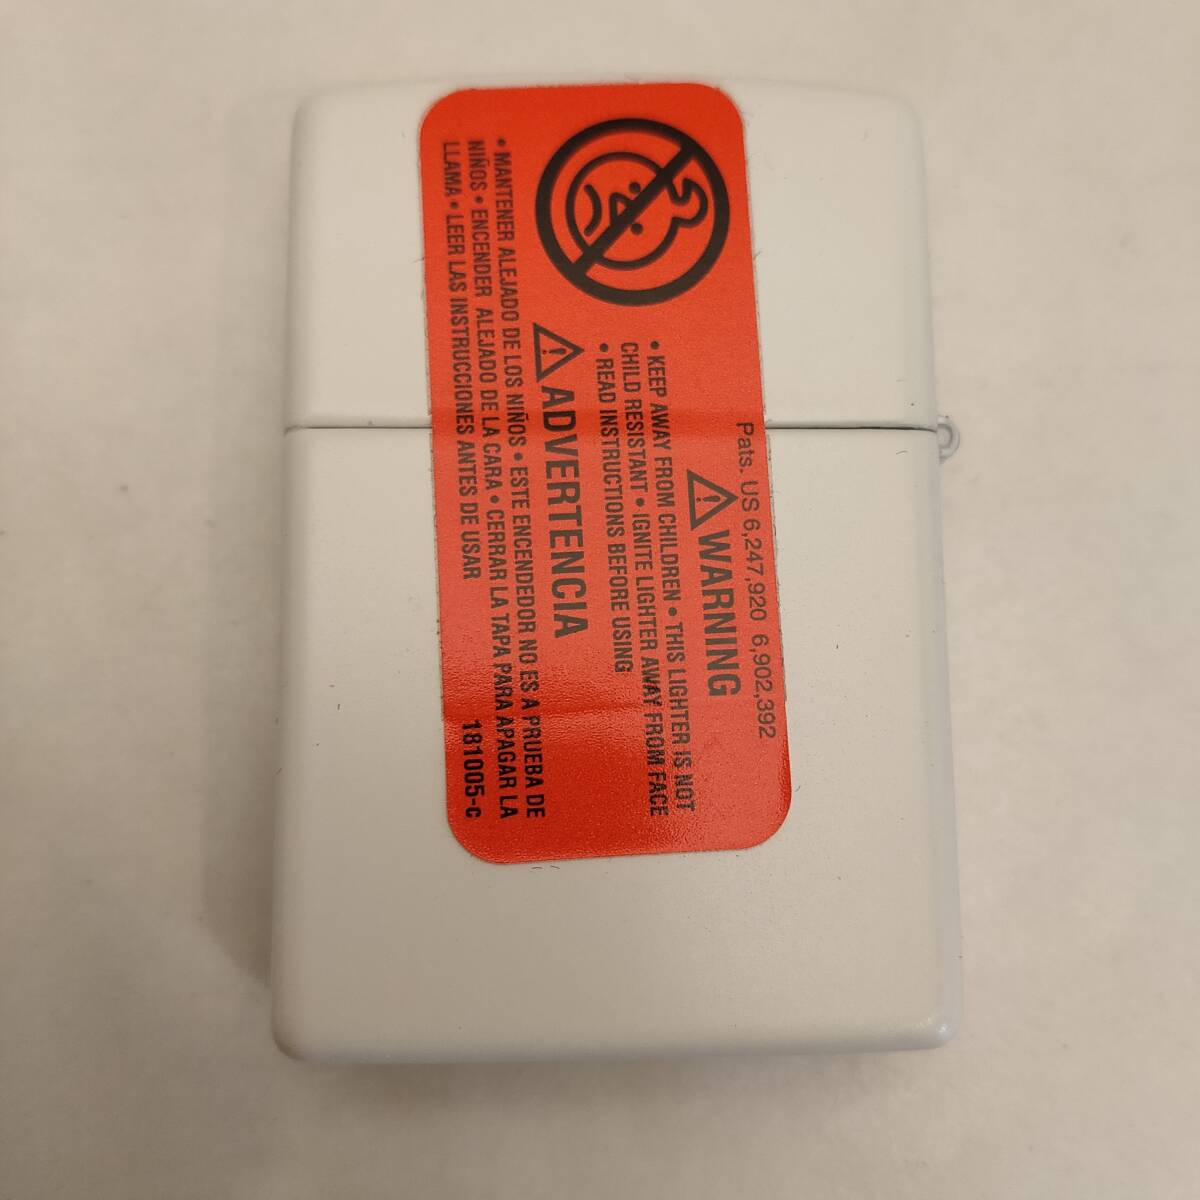 Pats. US 6,247,920 6,902,392
WARNING
• KEEP AWAY FROM CHILDREN • THIS LIGHTER IS NOT
CHILD RESISTANT • IGNITE LIGHTER AWAY FROM FACE
• READ INSTRUCTIONS BEFORE USING
ADVERTENCIA
• MANTENER ALEJADO DE LOS NIÑOS • ESTE ENCENDEDOR NO ES A PRUEBA DE
NIÑOS • ENCENDER ALEJADO DE LA CARA • CERRAR LA TAPA PARA APAGAR LA
LLAMA • LEER LAS INSTRUCCIONES ANTES DE USAR
181005-c